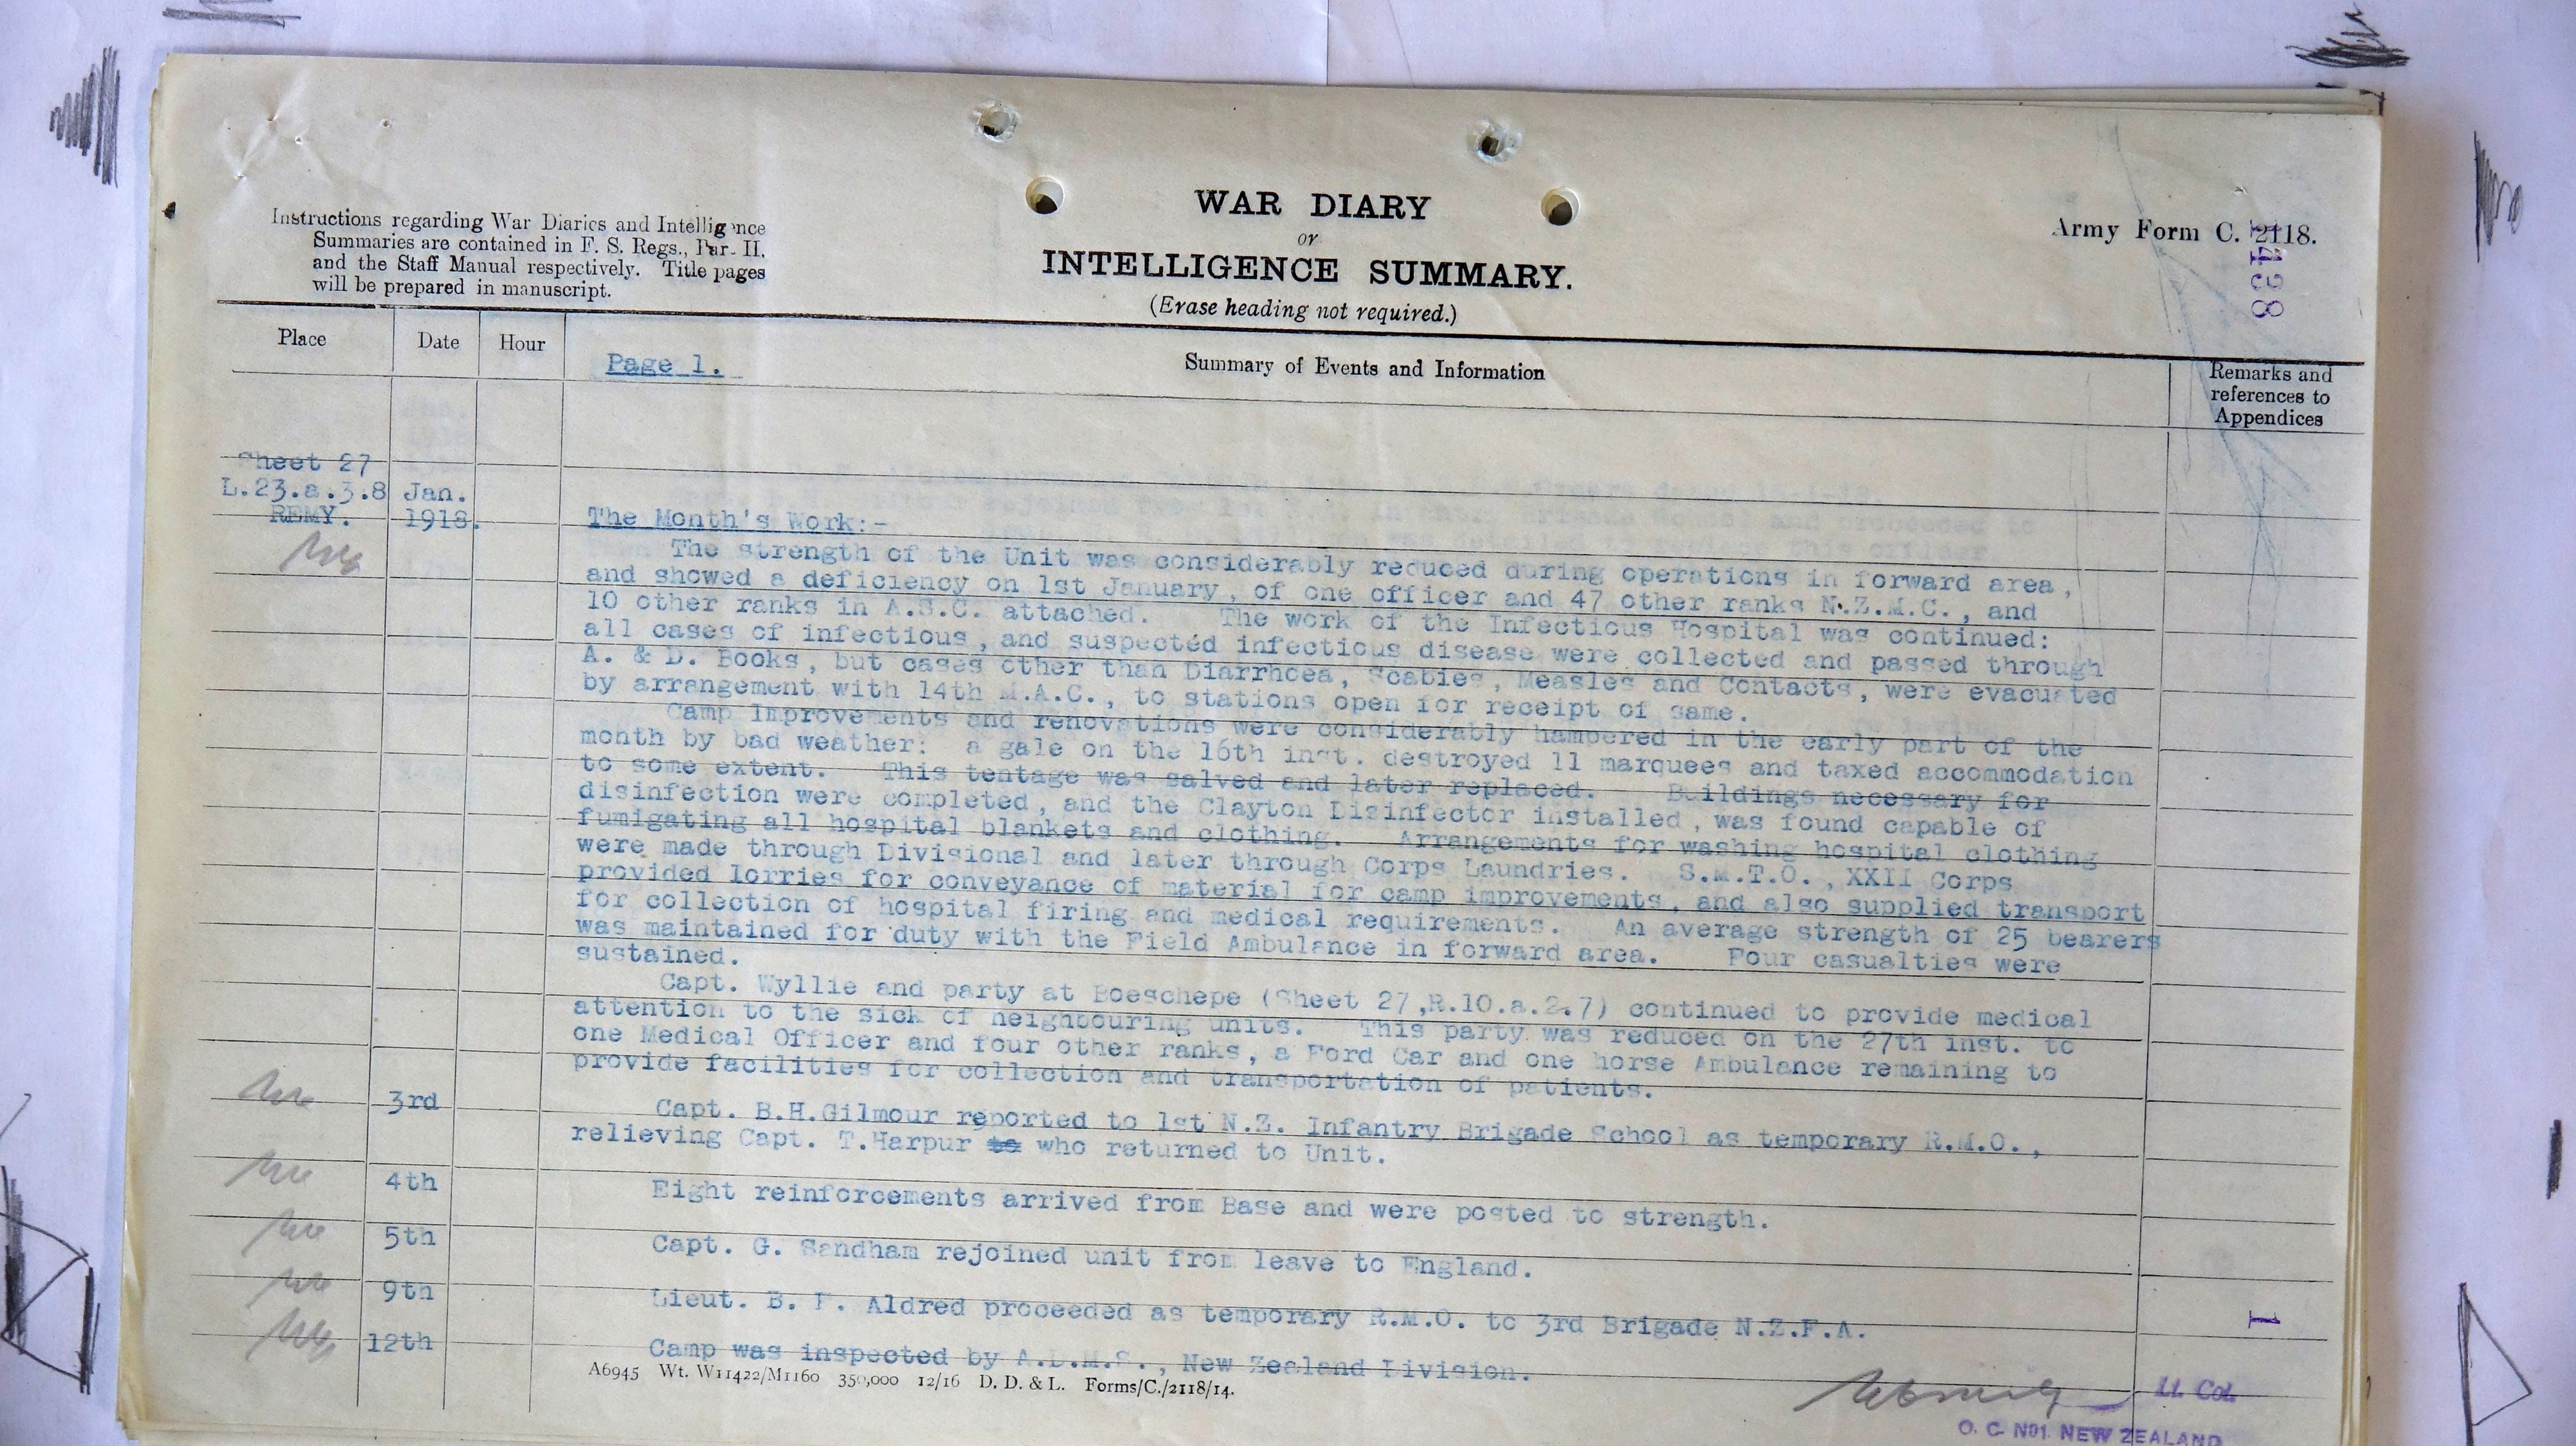 Instructions regarding War Diaries and Intelligence
Summaries are contained in F. S. Regs., Par- II.
and the Staff Manual respectively. Title pages
will be prepared in manuscript.
WAR DIARY
or
INTELLIGENCE SUMMARY.
(Erase heading not required.)
Army Form C. 2118.
1438
Place
Date
Hour
Page 1.
Summary of Events and Information
Remarks and
references to
Appendices
Sheet 27
L.23.a.3.8 Jan.
REMY. 1918.
The Month's Work:-
The strength of the Unit was considerably reduced during operations in forward area,
and showed a deficiency on 1st January, of one officer and 47 other ranks N.Z.M.C., and
10 other ranks in A.S.C. attached. The work of the Infectious Hospital was continued:
all cases of infectious, and suspected infectious disease were collected and passed through
A. & D. Books, but cases other than Diarrhoea, Scabies, Measles and Contacts, were evacuated
by arrangement with 14th M.A.C., to stations open for receipt of same.
Camp Improvements and renovations were considerably hampered in the early part of the
month by bad weather: a gale on the 16th inst. destroyed 11 marquees and taxed accommodation
to some extent. This tentage was salved and later replaced. Buildings necessary for
disinfection were completed, and the Clayton Disinfector installed, was found capable of
fumigating all hospital blankets and clothing. Arrangements for washing hospital clothing
were made through Divisional and later through Corps Laundries. S.M.T.O., XXII Corps
provided lorries for conveyance of material for camp improvements, and also supplied transport
for collection of hospital firing and medical requirements. An average strength of 25 bearers
was maintained for duty with the Field Ambulance in forward area. Four casualties were
sustained.
Capt. Wyllie and party at Boeschepe (Sheet 27,R.10.a.2.7) continued to provide medical
attention to the sick of neighbouring units. This party was reduced on the 27th inst. to
one Medical Officer and four other ranks, a Ford Car and one horse Ambulance remaining to
provide facilities for collection and transportation of patients.
3rd Capt. B.H.Gilmour reported to 1st N.Z. Infantry Brigade School as temporary R.M.O.,
relieving Capt. T.Harpur to who returned to Unit.
4th Eight reinforcements arrived from Base and were posted to strength.
5th Capt. G. Sandham rejoined unit from leave to England.
9th Lieut. B. F. Aldred proceeded as temporary R.M.O. to 3rd Brigade N.Z.F.A.
12th Camp was inspected by A.D.M.S., New Zealand Division.
1
A6945 Wt. W11422/M1160 350,000 12/16 D. D. & L. Forms/C./2118/14.
Lt. Col.
O. C. No1. NEW ZEALAND